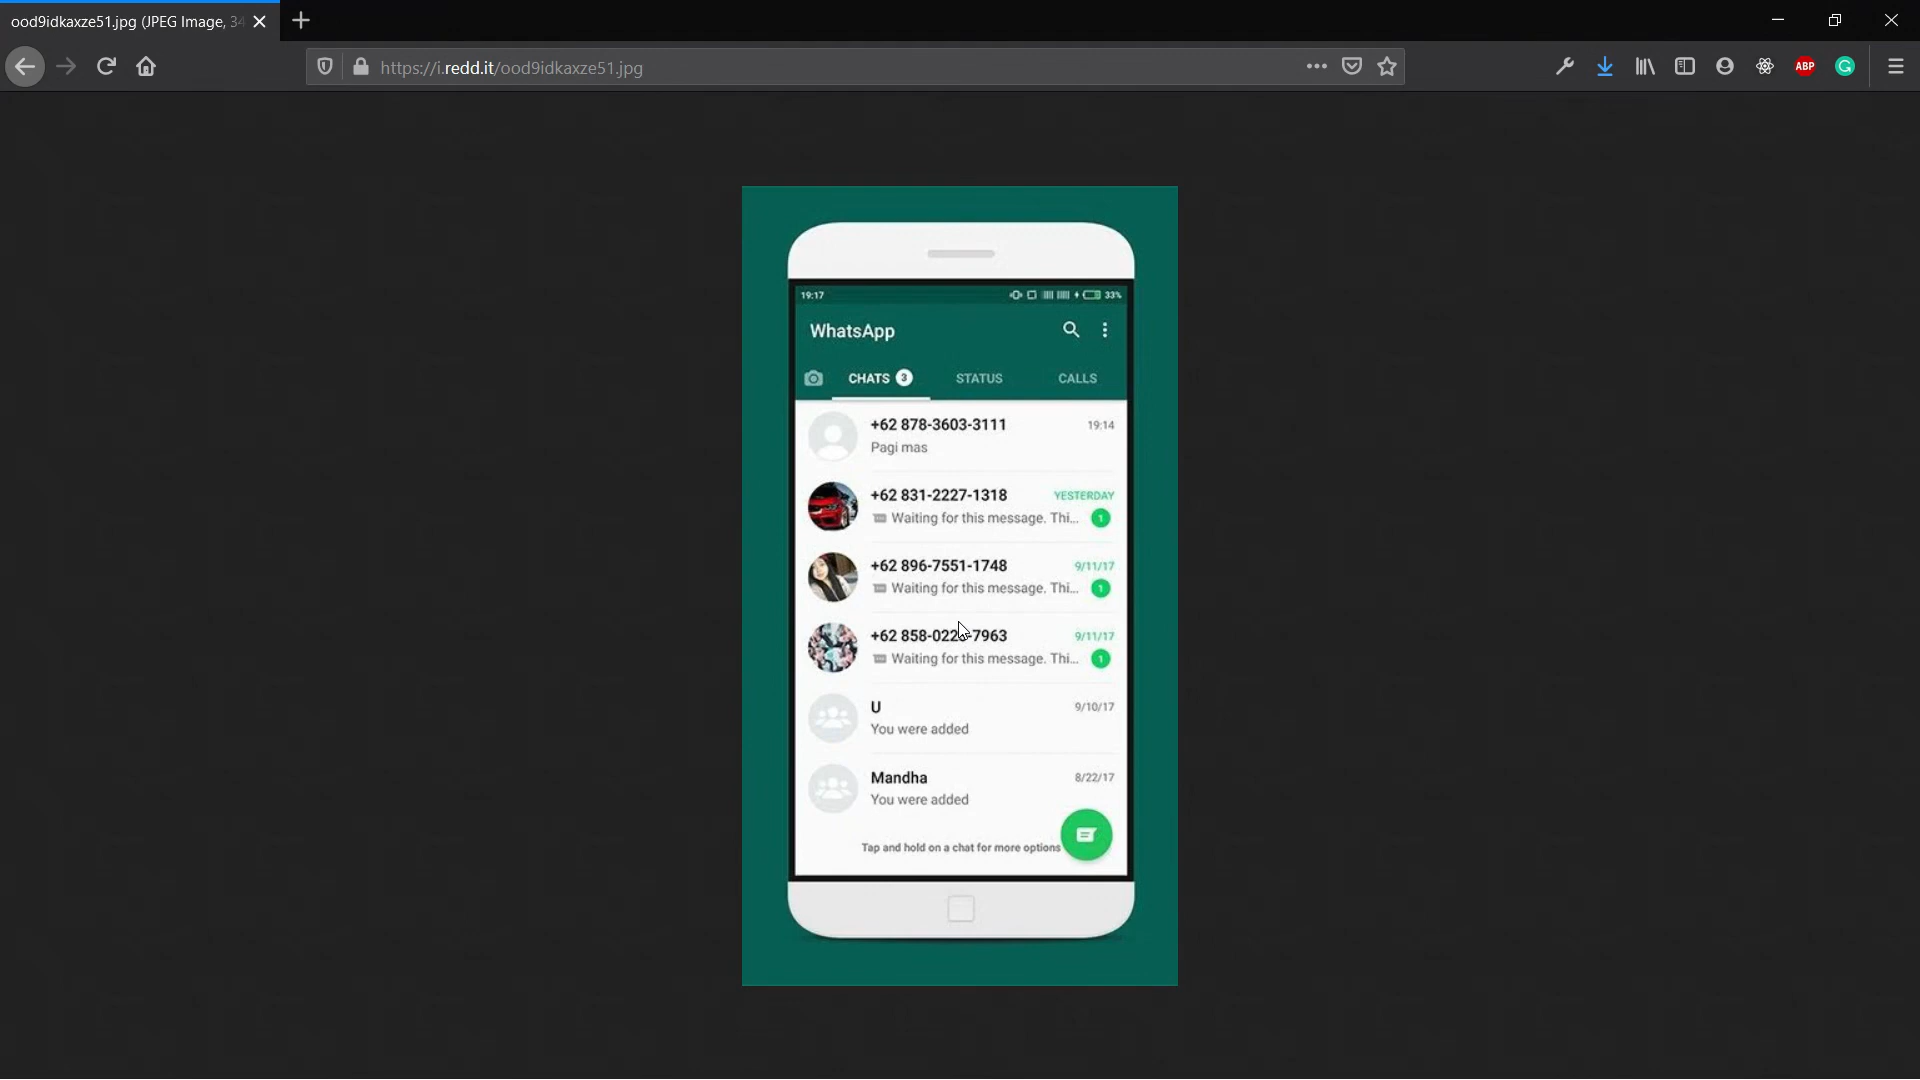 ood9idkaxze51.jpg (JPEG Image, 34
https://i.redd.it/ood9idkaxze51.jpg
ABP
19:17
33%
WhatsApp
CHATS 3
STATUS
CALLS
+62 878-3603-3111
19:14
Pagi mas
+62 831-2227-1318
YESTERDAY
Waiting for this message. Thi...
1
+62 896-7551-1748
9/11/17
Waiting for this message. Thi...
1
9/11/17
Waiting for this message. Thi...
1
U
9/10/17
You were added
Mandha
8/22/17
You were added
Tap and hold on a chat for more options